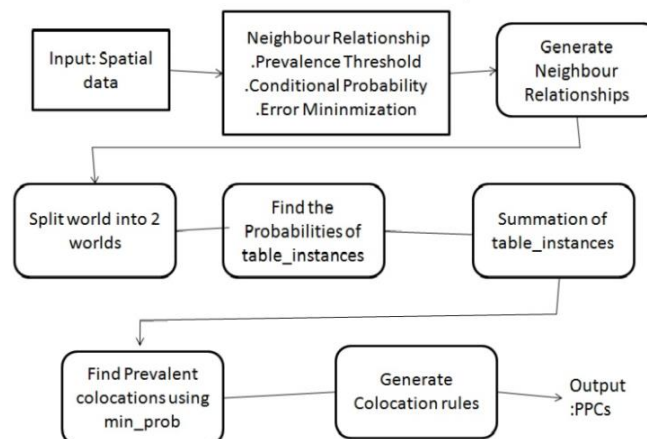 Input: Spatial
data
Neighbour Relationship
.Prevalence Threshold
.Conditional Probability
.Error Mininmization
Generate
Neighbour
Relationships
Split world into 2
worlds
Find the
Probabilities of
table_instances
Summation of
table_instances
Find Prevalent
colocations using
min_prob
Generate
Colocation rules
Output
:PPCs